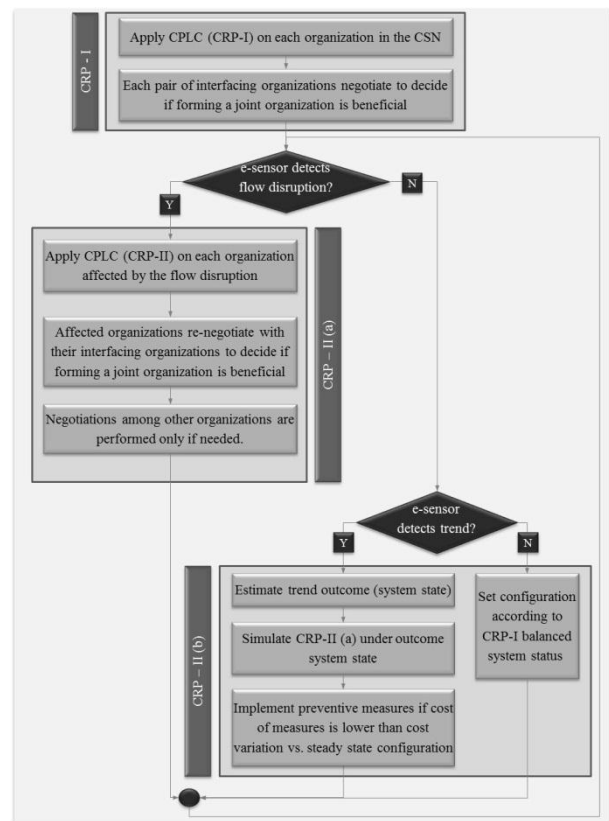 CRP - I
Apply CPLC (CRP-I) on each organization in the CSN
Each pair of interfacing organizations negotiate to decide
if forming a joint organization is beneficial
e-sensor detects
flow disruption?
N
Y
Apply CPLC (CRP-II) on each organization
affected by the flow disruption
Affected organizations re-negotiate with
their interfacing organizations to decide if
forming a joint organization is beneficial
Negotiations among other organizations are
performed only if needed.
CRP – II (a)
e-sensor
detects trend?
Y
N
CRP – II (b)
Estimate trend outcome (system state)
Simulate CRP-II (a) under outcome
system state
Implement preventive measures if cost
of measures is lower than cost
variation vs. steady state configuration
Set configuration
according to
CRP-I balanced
system status